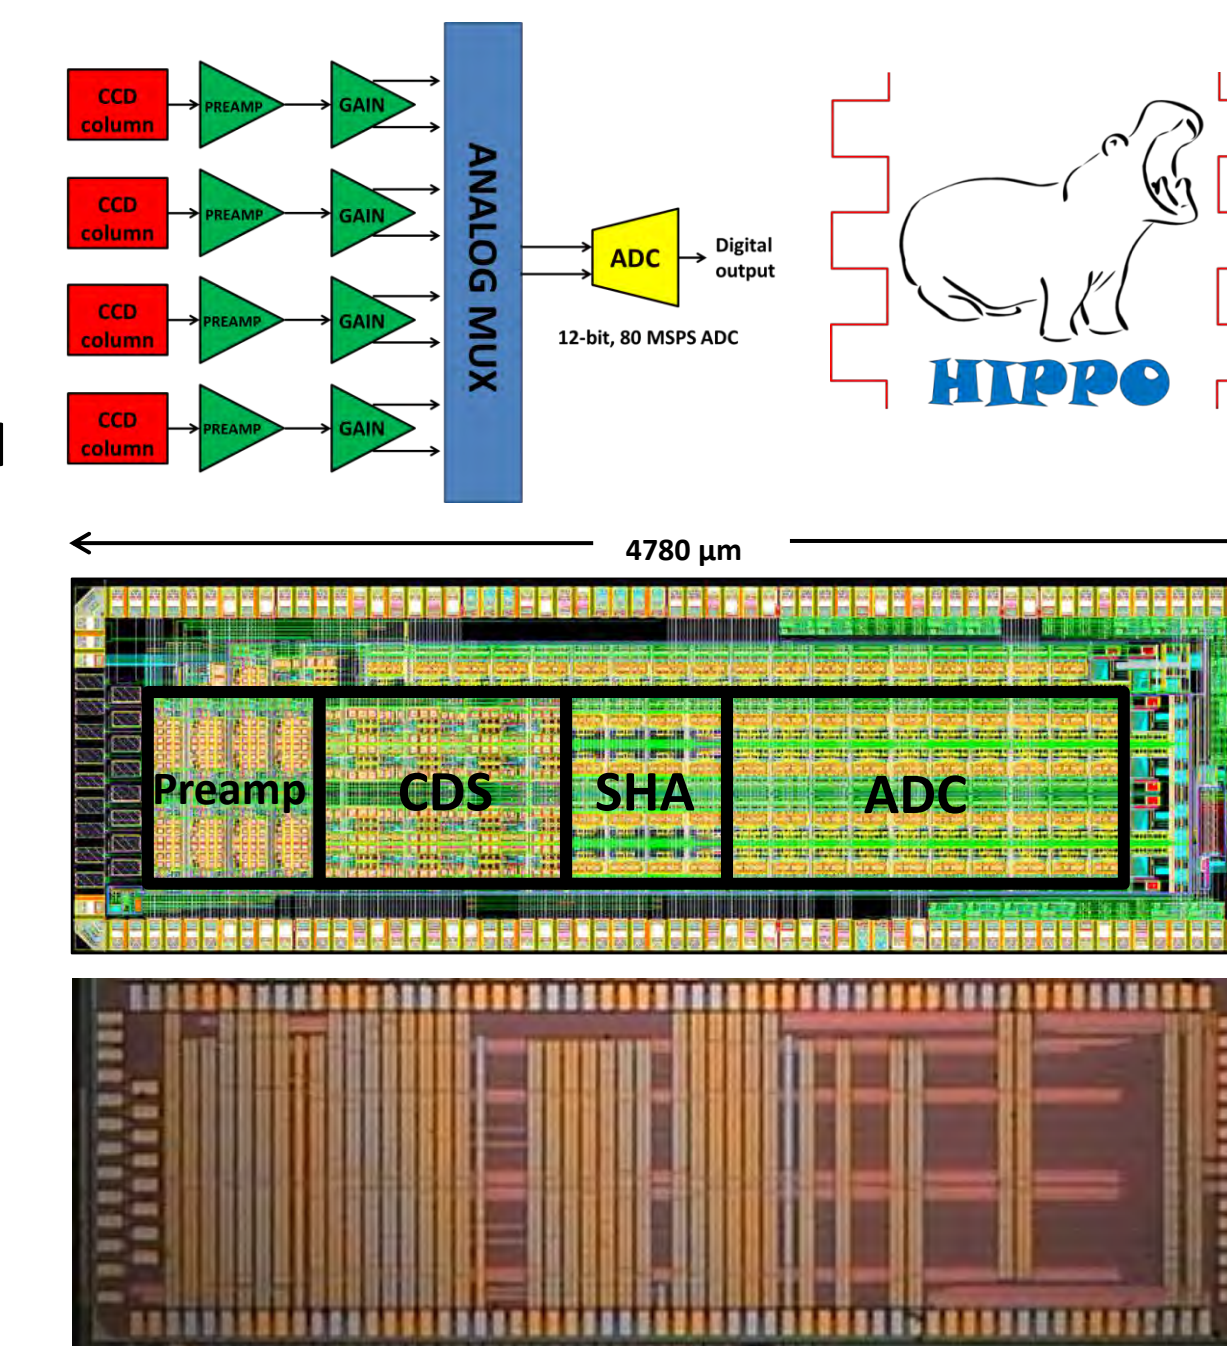 CCD
column
PREAMP
GAIN
CCD
column
PREAMP
GAIN
CCD
column
PREAMP
GAIN
CCD
column
PREAMP
GAIN
ANALOG MUX
ADC
Digital
output
12-bit, 80 MSPS ADC
HIPPO
4780 µm
Preamp
CDS
SHA
ADC